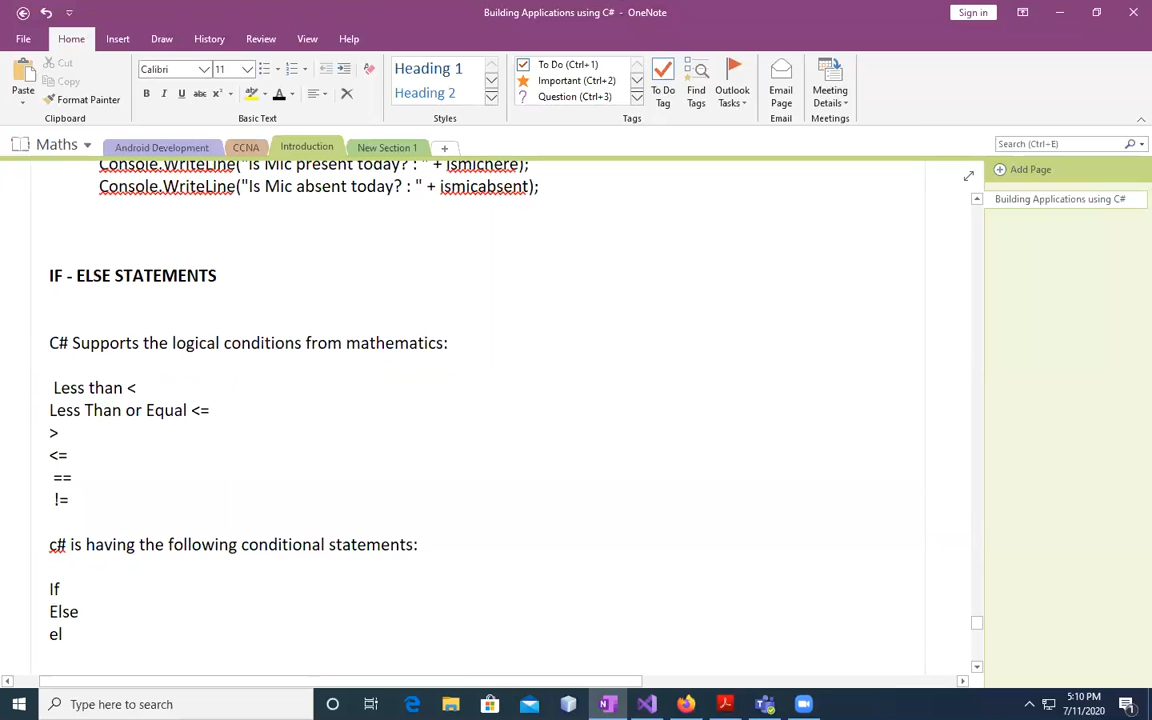 Building Applications using C# - OneNote
Sign in
File Home Insert Draw History Review View Help
Paste
Cut
Copy
Format Painter
Clipboard
Calibri 11
B I U abc x² A
Basic Text
Heading 1
Heading 2
Styles
To Do (Ctrl+1)
Important (Ctrl+2)
? Question (Ctrl+3)
To Do Tag
Find Tags
Outlook Tasks
Tags
Email Page
Email
Meeting Details
Meetings
Maths
Android Development CCNA Introduction New Section 1 +
Search (Ctrl+E)
Add Page
Building Applications using C#
Console.WriteLine("Is Mic present today? : " + ismichere);
Console.WriteLine("Is Mic absent today? : " + ismicabsent);
IF - ELSE STATEMENTS
C# Supports the logical conditions from mathematics:
Less than <
Less Than or Equal <=
>
<=
==
!=
c# is having the following conditional statements:
If
Else
el
Type here to search
5:10 PM
7/11/2020
1